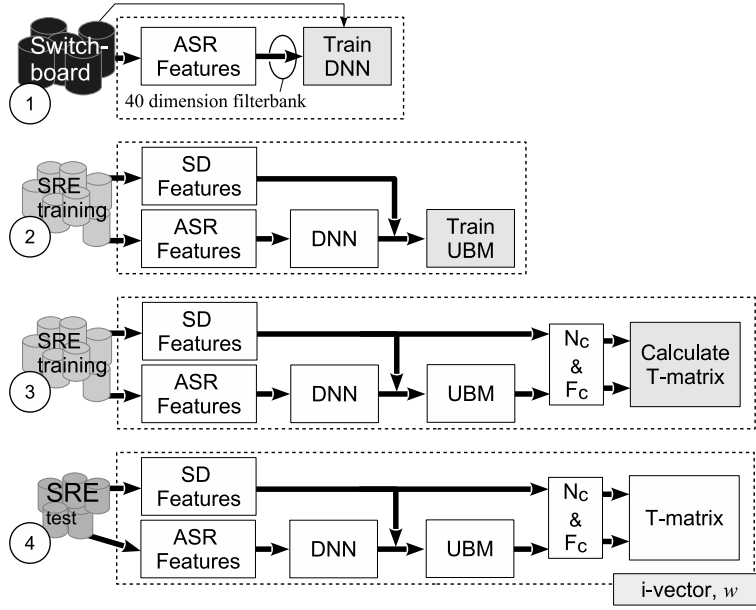 Switch-
board
ASR
Features
Train
DNN
40 dimension filterbank
1
SRE
training
SD
Features
ASR
Features
DNN
Train
UBM
2
SRE
training
SD
Features
ASR
Features
DNN
UBM
NC
&
FC
Calculate
T-matrix
3
SRE
test
SD
Features
ASR
Features
DNN
UBM
NC
&
FC
T-matrix
4
i-vector, w